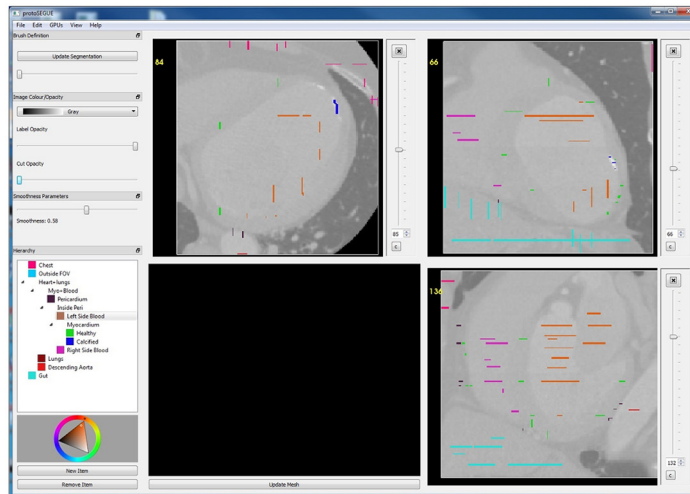 protoSEGUE
File Edit GPUs View Help
Brush Definition
Update Segmentation
Image Colour/Opacity
Gray
Label Opacity
Cut Opacity
Smoothness Parameters
Smoothness: 0.58
Hierarchy
Chest
Outside FOV
Heart+lungs
Myo+Blood
Pericardium
Inside Peri
Left Side Blood
Myocardium
Healthy
Calcified
Right Side Blood
Lungs
Descending Aorta
Gut
New Item
Remove Item
84
85
c
66
66
c
Update Mesh
136
132
c